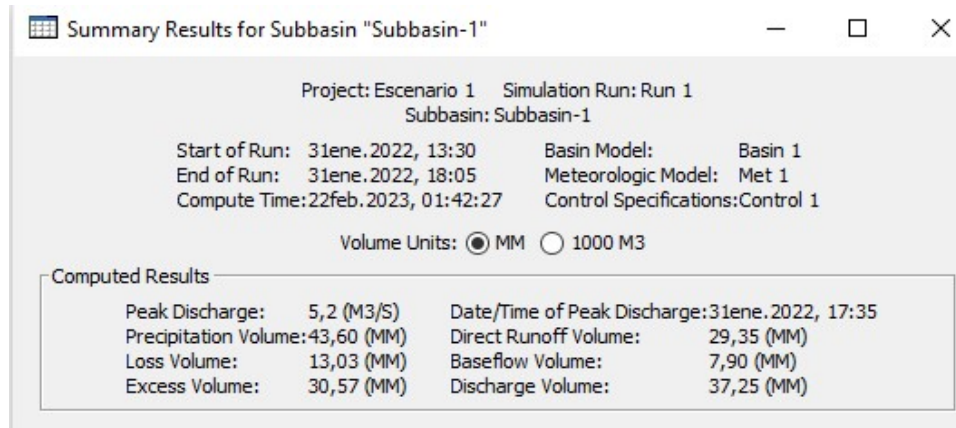 Summary Results for Subbasin "Subbasin-1"
Project: Escenario 1 Simulation Run: Run 1
Subbasin: Subbasin-1
Start of Run: 31ene.2022, 13:30 Basin Model: Basin 1
End of Run: 31ene.2022, 18:05 Meteorologic Model: Met 1
Compute Time:22feb.2023, 01:42:27 Control Specifications:Control 1
Volume Units: MM 1000 M3
Computed Results
Peak Discharge: 5,2 (M3/S) Date/Time of Peak Discharge:31ene.2022, 17:35
Precipitation Volume:43,60 (MM) Direct Runoff Volume: 29,35 (MM)
Loss Volume: 13,03 (MM) Baseflow Volume: 7,90 (MM)
Excess Volume: 30,57 (MM) Discharge Volume: 37,25 (MM)